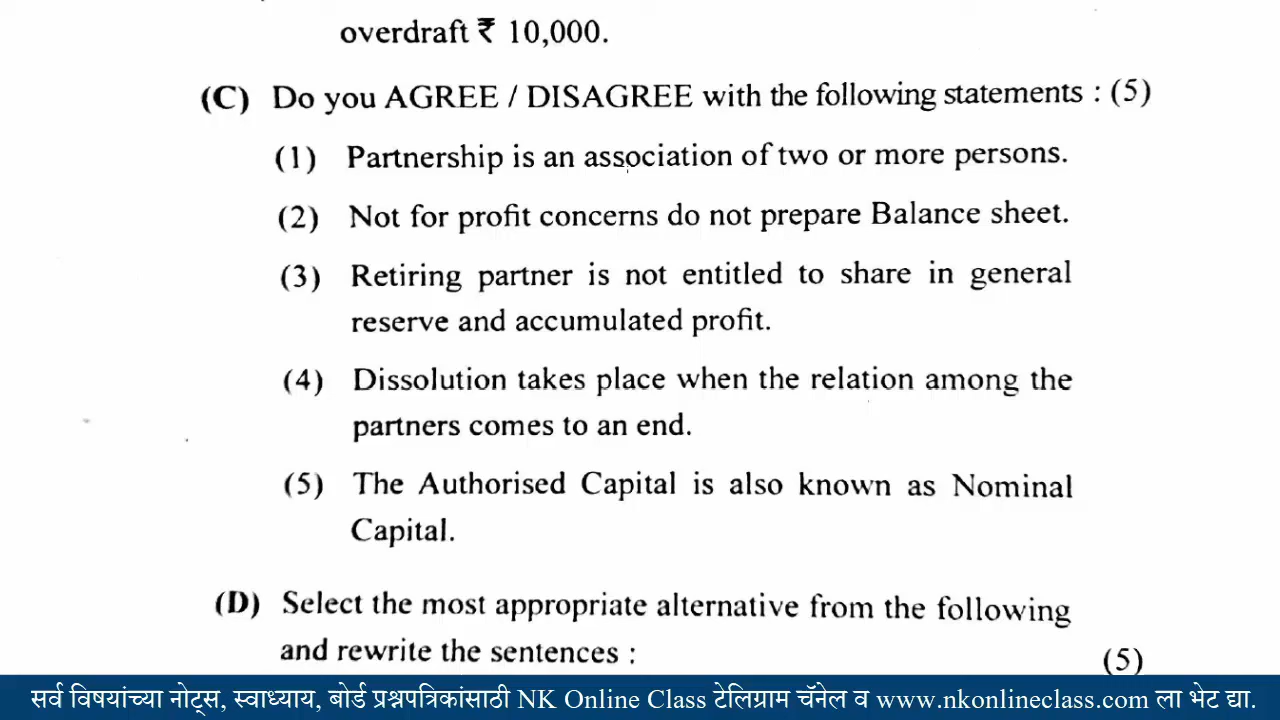 overdraft ₹ 10,000.
(C) Do you AGREE / DISAGREE with the following statements : (5)
(1) Partnership is an association of two or more persons.
(2) Not for profit concerns do not prepare Balance sheet.
(3) Retiring partner is not entitled to share in general
reserve and accumulated profit.
(4) Dissolution takes place when the relation among the
partners comes to an end.
(5) The Authorised Capital is also known as Nominal
Capital.
(D) Select the most appropriate alternative from the following
and rewrite the sentences : (5)
सर्व विषयांच्या नोट्स, स्वाध्याय, बोर्ड प्रश्नपत्रिकांसाठी NK Online Class टेलिग्राम चॅनेल व www.nkonlineclass.com ला भेट द्या.